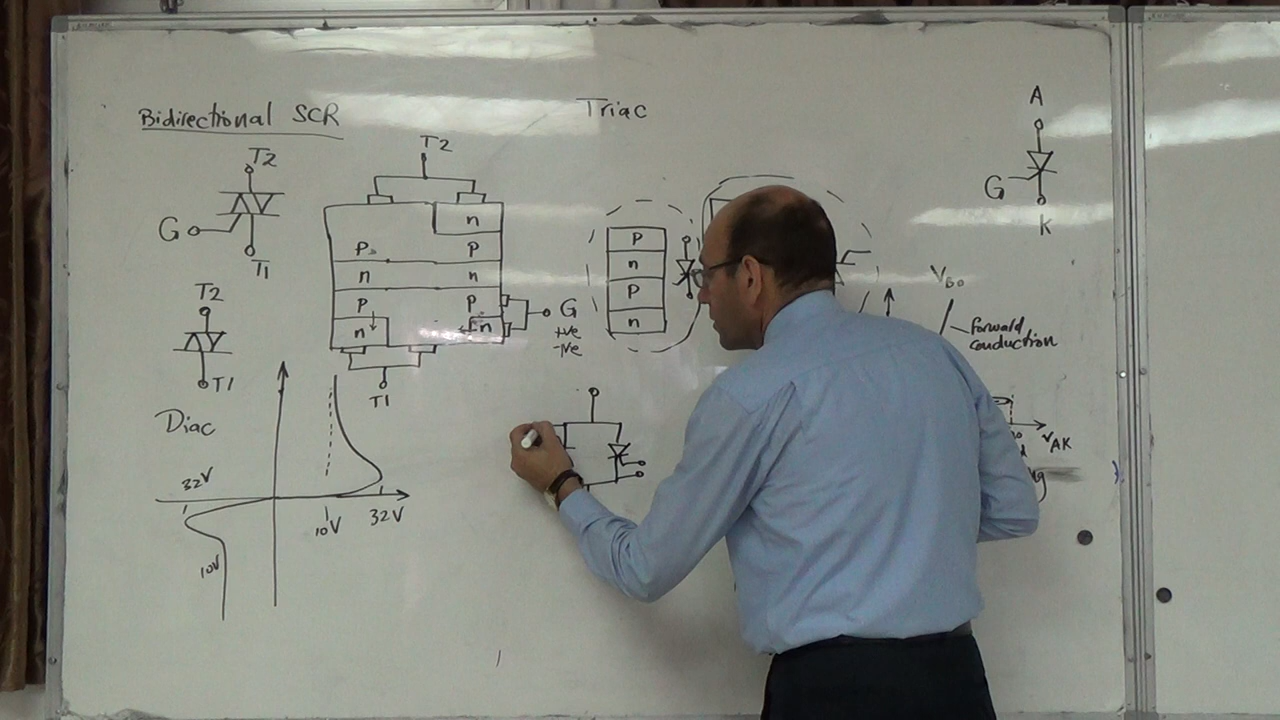 Bidirectional SCR
T2
G
T1
T2
T1
Diac
32V
10V
10V
32V
T2
n
P
P
n
n
P
P
n
n
G
+ve
-ve
T1
Triac
P
n
P
n
A
G
K
VBo
forward
conduction
VAK